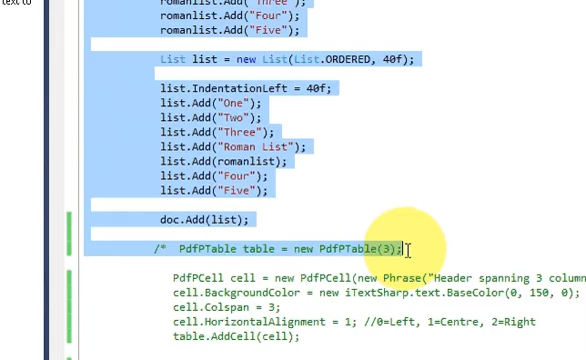 text to
romanlist.Add("Three");
romanlist.Add("Four");
romanlist.Add("Five");
List list = new List(List.ORDERED, 40f);
list.IndentationLeft = 40f;
list.Add("One");
list.Add("Two");
list.Add("Three");
list.Add("Roman List");
list.Add(romanlist);
list.Add("Four");
list.Add("Five");
doc.Add(list);
/* PdfPTable table = new PdfPTable(3);
PdfPCell cell = new PdfPCell(new Phrase("Header spanning 3 column
cell.BackgroundColor = new iTextSharp.text.BaseColor(0, 150, 0);
cell.Colspan = 3;
cell.HorizontalAlignment = 1; //0=Left, 1=Centre, 2=Right
table.AddCell(cell);